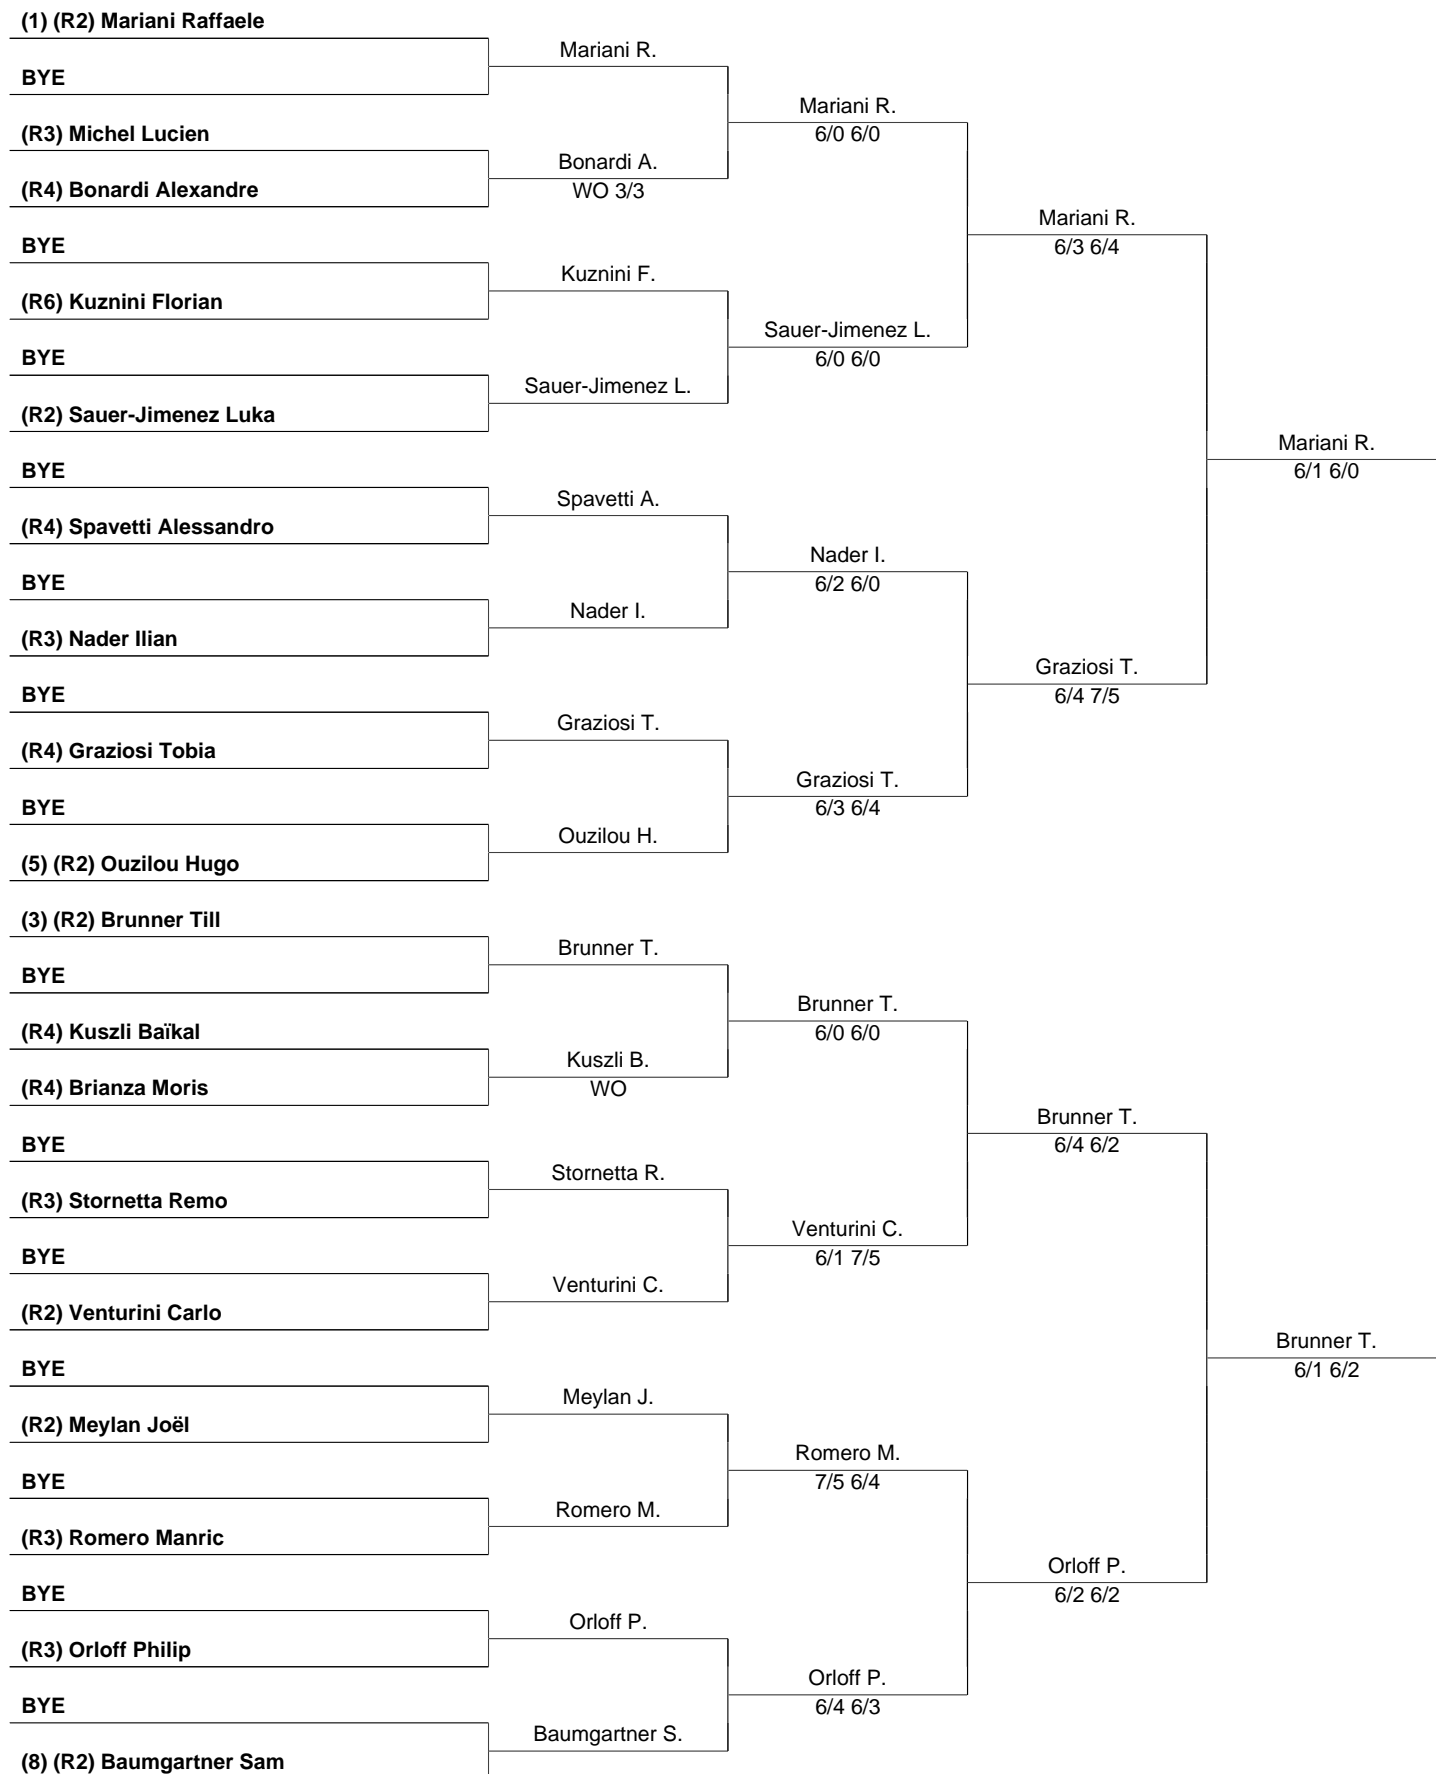 (1) (R2) Mariani Raffaele
Mariani R.
BYE
Mariani R.
6/0 6/0
(R3) Michel Lucien
Bonardi A.
WO 3/3
(R4) Bonardi Alexandre
Mariani R.
6/3 6/4
BYE
Kuznini F.
(R6) Kuznini Florian
Sauer-Jimenez L.
6/0 6/0
BYE
Sauer-Jimenez L.
(R2) Sauer-Jimenez Luka
Mariani R.
6/1 6/0
BYE
Spavetti A.
(R4) Spavetti Alessandro
Nader I.
6/2 6/0
BYE
Nader I.
(R3) Nader Ilian
Graziosi T.
6/4 7/5
BYE
Graziosi T.
(R4) Graziosi Tobia
Graziosi T.
6/3 6/4
BYE
Ouzilou H.
(5) (R2) Ouzilou Hugo
(3) (R2) Brunner Till
Brunner T.
BYE
Brunner T.
6/0 6/0
(R4) Kuszli Baïkal
Kuszli B.
WO
(R4) Brianza Moris
Brunner T.
6/4 6/2
BYE
Stornetta R.
(R3) Stornetta Remo
Venturini C.
6/1 7/5
BYE
Venturini C.
(R2) Venturini Carlo
Brunner T.
6/1 6/2
BYE
Meylan J.
(R2) Meylan Joël
Romero M.
7/5 6/4
BYE
Romero M.
(R3) Romero Manric
Orloff P.
6/2 6/2
BYE
Orloff P.
(R3) Orloff Philip
Orloff P.
6/4 6/3
BYE
Baumgartner S.
(8) (R2) Baumgartner Sam